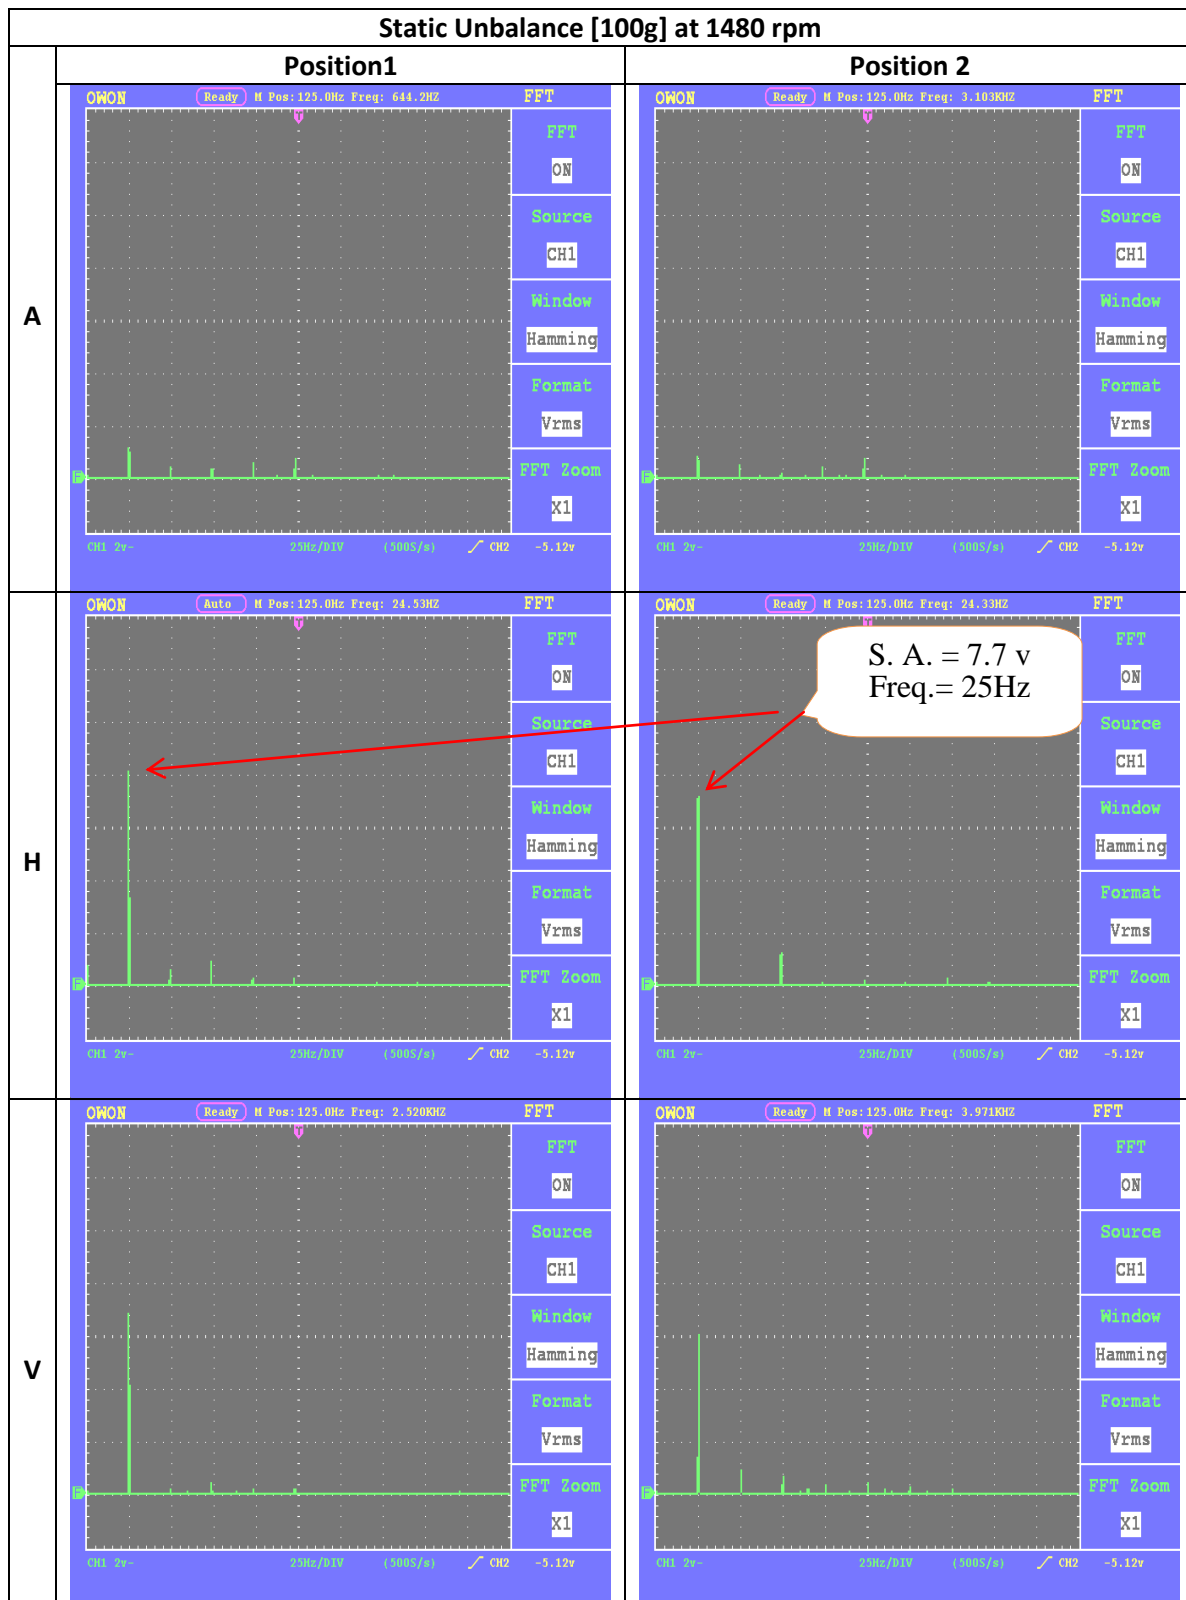 Static Unbalance [100g] at 1480 rpm
Position1
Position 2
A
OWON Ready M Pos:125.0Hz Freq: 644.2HZ FFT
FFT
ON
Source
CH1
Window
Hamming
Format
Vrms
FFT Zoom
X1
CH1 2v- 25Hz/DIV (500S/s) CH2 -5.12v
OWON Ready M Pos:125.0Hz Freq: 3.103KHZ FFT
FFT
ON
Source
CH1
Window
Hamming
Format
Vrms
FFT Zoom
X1
CH1 2v- 25Hz/DIV (500S/s) CH2 -5.12v
H
OWON Auto M Pos:125.0Hz Freq: 24.53HZ FFT
FFT
ON
Source
CH1
Window
Hamming
Format
Vrms
FFT Zoom
X1
CH1 2v- 25Hz/DIV (500S/s) CH2 -5.12v
OWON Ready M Pos:125.0Hz Freq: 24.33HZ FFT
S. A. = 7.7 v
Freq.= 25Hz
FFT
ON
Source
CH1
Window
Hamming
Format
Vrms
FFT Zoom
X1
CH1 2v- 25Hz/DIV (500S/s) CH2 -5.12v
V
OWON Ready M Pos:125.0Hz Freq: 2.520KHZ FFT
FFT
ON
Source
CH1
Window
Hamming
Format
Vrms
FFT Zoom
X1
CH1 2v- 25Hz/DIV (500S/s) CH2 -5.12v
OWON Ready M Pos:125.0Hz Freq: 3.971KHZ FFT
FFT
ON
Source
CH1
Window
Hamming
Format
Vrms
FFT Zoom
X1
CH1 2v- 25Hz/DIV (500S/s) CH2 -5.12v